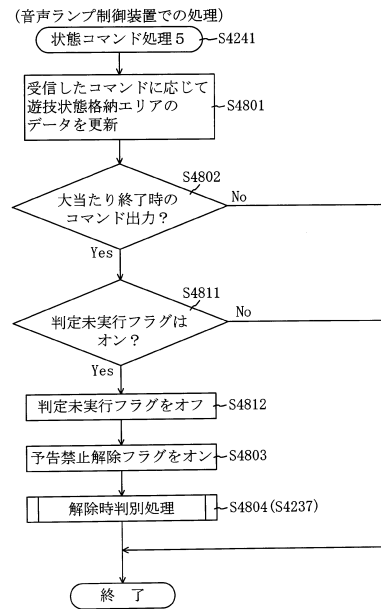 (音声ランプ制御装置での処理)
状態コマンド処理5
S4241
受信したコマンドに応じて
遊技状態格納エリアの
データを更新
S4801
S4802
大当たり終了時の
コマンド出力?
No
Yes
S4811
判定未実行フラグは
オン?
No
Yes
判定未実行フラグをオフ
S4812
予告禁止解除フラグをオン
S4803
解除時判別処理
S4804(S4237)
終 了